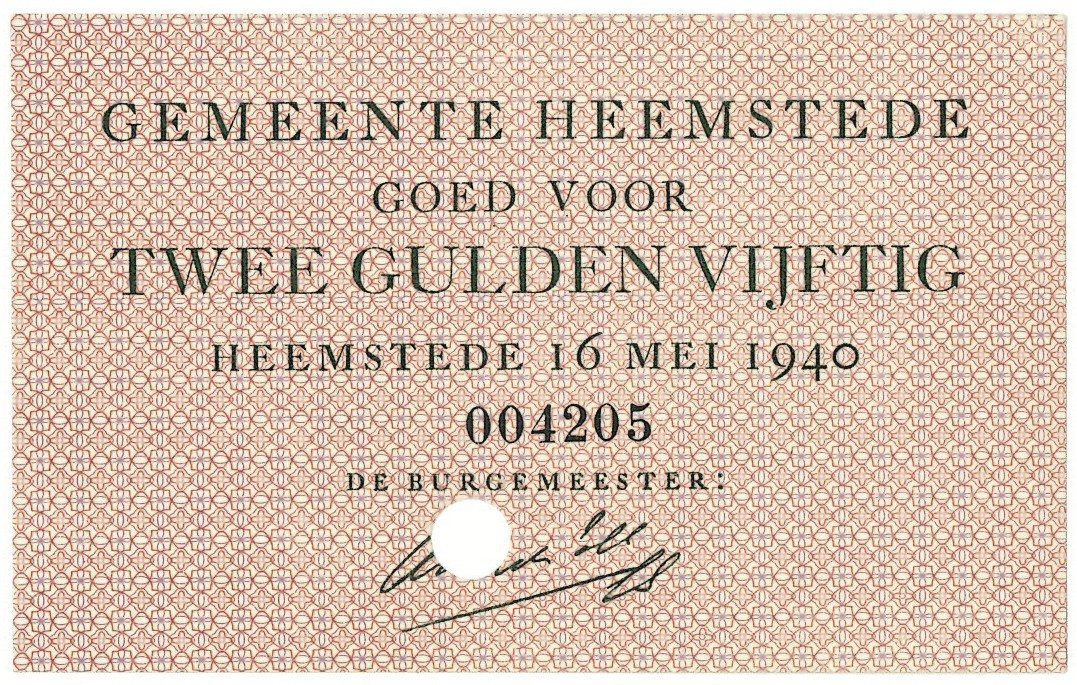 GEMEENTE HEEMSTEDE
GOED VOOR
TWEE GULDEN VIJFTIG
HEEMSTEDE 16 MEI 1940
004205
DE BURGEMEESTER: